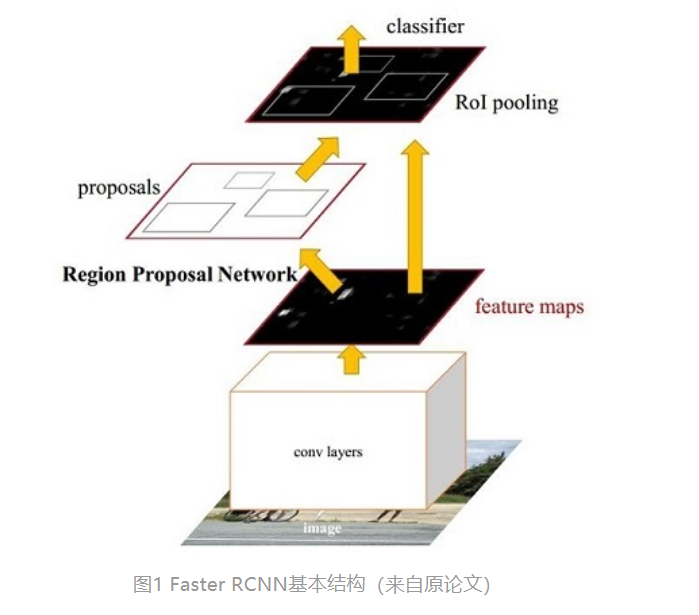 classifier
RoI pooling
proposals
Region Proposal Network
feature maps
conv layers
image
图1 Faster RCNN基本结构（来自原论文）